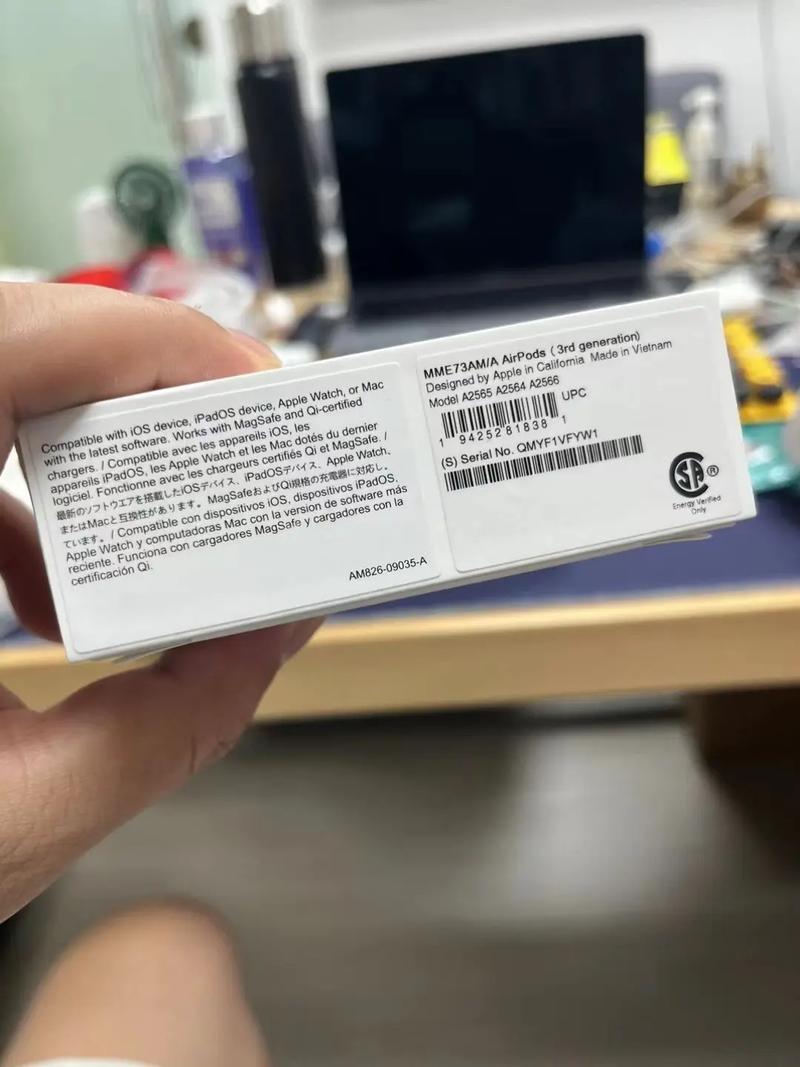 Compatible with iOS device, iPadOS device, Apple Watch, or Mac
with the latest software. Works with MagSafe and Qi-certified
chargers. / Compatible avec les appareils iOS, les
appareils iPadOS, les Apple Watch et les Mac dotés du dernier
logiciel. Fonctionne avec les chargeurs certifiés Qi et MagSafe. /
最新のソフトウエアを搭載したiOSデバイス、iPadOSデバイス、Apple Watch、
またはMacと互換性があります。MagSafeおよびQi規格の充電器に対応し
ています。/ Compatible con dispositivos iOS, dispositivos iPadOS,
Apple Watch y computadoras Mac con la version de software más
reciente. Funciona con cargadores MagSafe y cargadores con la
certificación Qi.
AM826-09035-A
MME73AM/A AirPods (3rd generation)
Designed by Apple in California Made in Vietnam
Model A2565 A2564 A2566
UPC
1 94252 81838 1
(S) Serial No. QMYF1VFYW1
SA ®
Energy Verified
Only